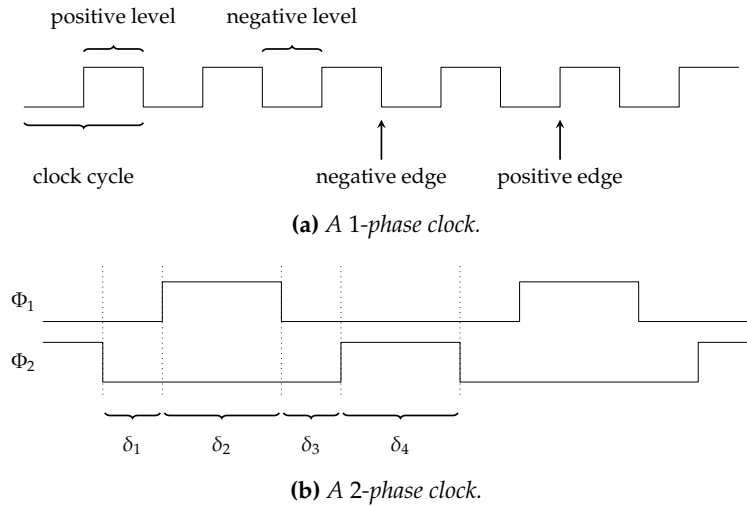 positive level negative level
clock cycle negative edge positive edge
(a) A 1-phase clock.
Φ1
Φ2
δ1 δ2 δ3 δ4
(b) A 2-phase clock.